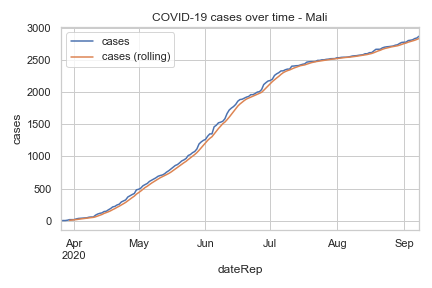 COVID-19 cases over time - Mali
cases
cases (rolling)
3000
2500
2000
1500
1000
500
0
cases
Apr
2020
May
Jun
Jul
Aug
Sep
dateRep